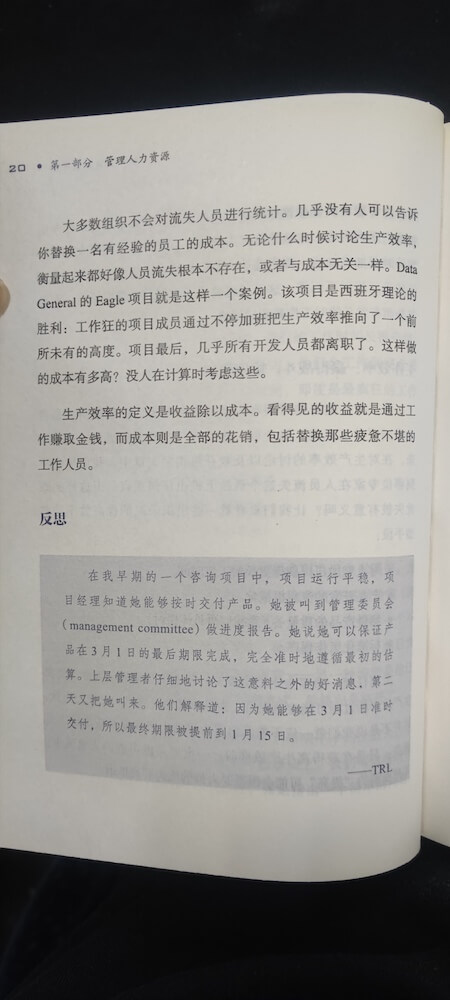 20 • 第一部分 管理人力资源
大多数组织不会对流失人员进行统计。几乎没有人可以告诉
你替换一名有经验的员工的成本。无论什么时候讨论生产效率，
衡量起来都好像人员流失根本不存在，或者与成本无关一样。Data
General 的 Eagle 项目就是这样一个案例。该项目是西班牙理论的
胜利：工作狂的项目成员通过不停加班把生产效率推向了一个前
所未有的高度。项目最后，几乎所有开发人员都离职了。这样做
的成本有多高？没人在计算时考虑这些。
生产效率的定义是收益除以成本。看得见的收益就是通过工
作赚取金钱，而成本则是全部的花销，包括替换那些疲惫不堪的
工作人员。
反思
在我早期的一个咨询项目中，项目运行平稳，项
目经理知道她能够按时交付产品。她被叫到管理委员会
（management committee）做进度报告。她说她可以保证产
品在 3 月 1 日的最后期限完成，完全准时地遵循最初的估
算。上层管理者仔细地讨论了这意料之外的好消息，第二
天又把她叫来。他们解释道：因为她能够在 3 月 1 日准时
交付，所以最终期限被提前到 1 月 15 日。
——TRL